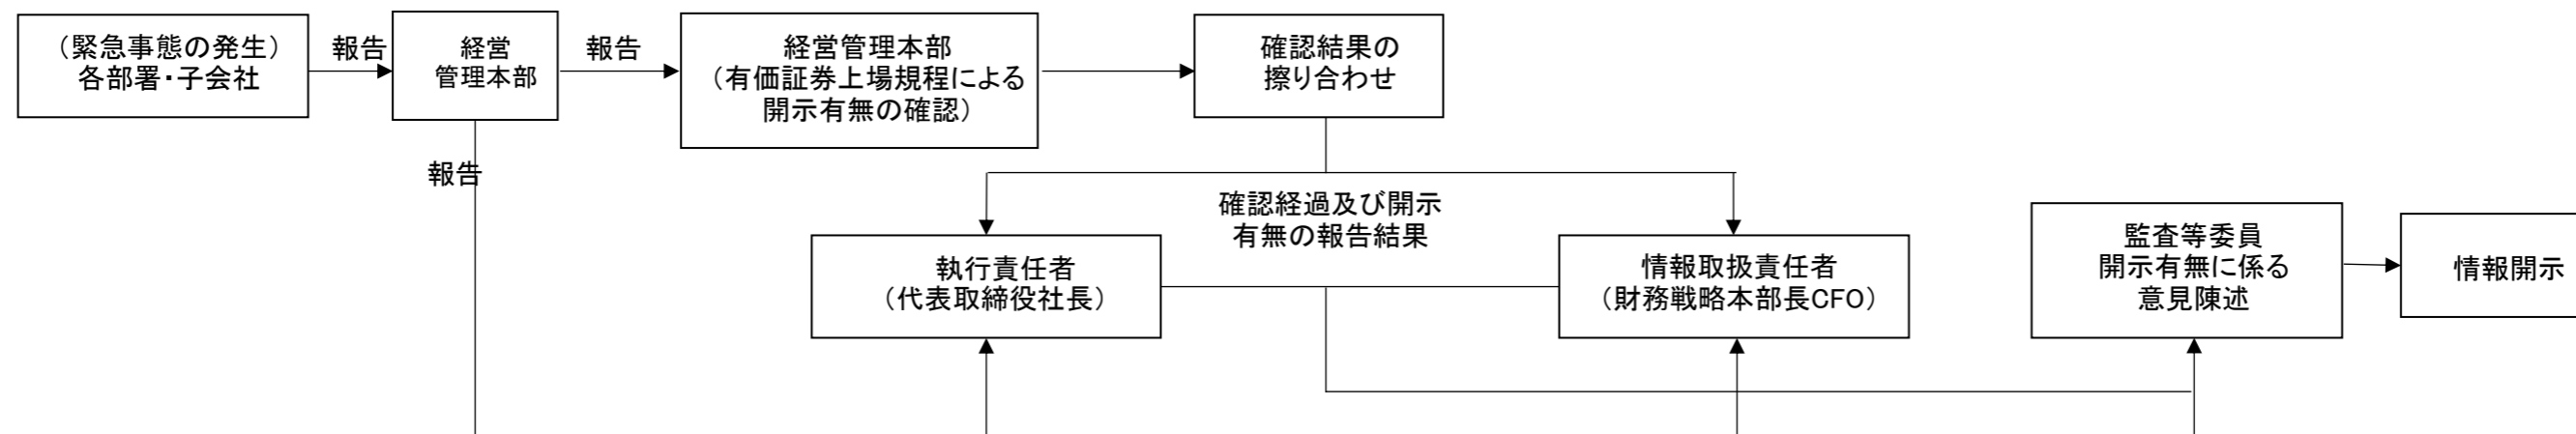 （緊急事態の発生）
各部署・子会社
報告
経営
管理本部
報告
経営管理本部
（有価証券上場規程による
開示有無の確認）
確認結果の
擦り合わせ
報告
確認経過及び開示
有無の報告結果
執行責任者
（代表取締役社長）
情報取扱責任者
（財務戦略本部長CFO）
監査等委員
開示有無に係る
意見陳述
情報開示